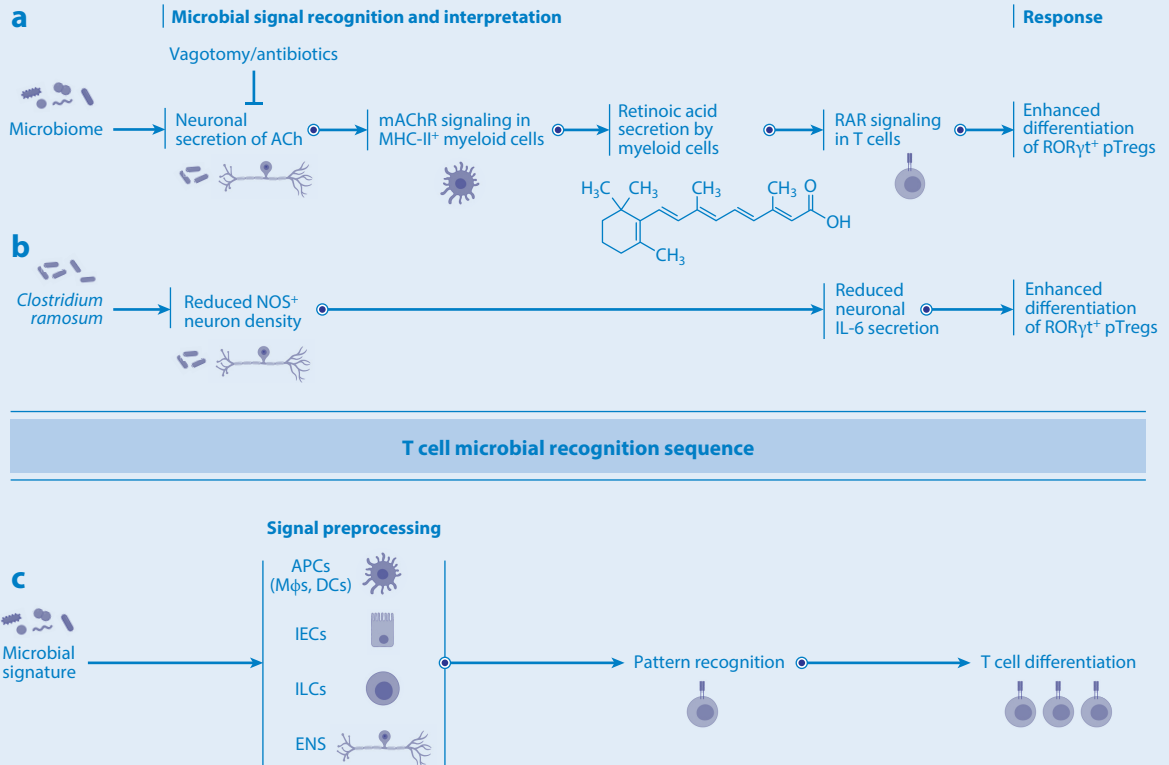 a
Microbial signal recognition and interpretation
Response
Vagotomy/antibiotics
Microbiome
Neuronal
secretion of ACh
mAChR signaling in
MHC-II⁺ myeloid cells
Retinoic acid
secretion by
myeloid cells
RAR signaling
in T cells
Enhanced
differentiation
of RORγt⁺ pTregs
H₃C
CH₃
CH₃
CH₃
O
OH
CH₃
b
Clostridium
ramosum
Reduced NOS⁺
neuron density
Reduced
neuronal
IL-6 secretion
Enhanced
differentiation
of RORγt⁺ pTregs
T cell microbial recognition sequence
Signal preprocessing
c
Microbial
signature
APCs
(Mϕs, DCs)
IECs
ILCs
ENS
Pattern recognition
T cell differentiation